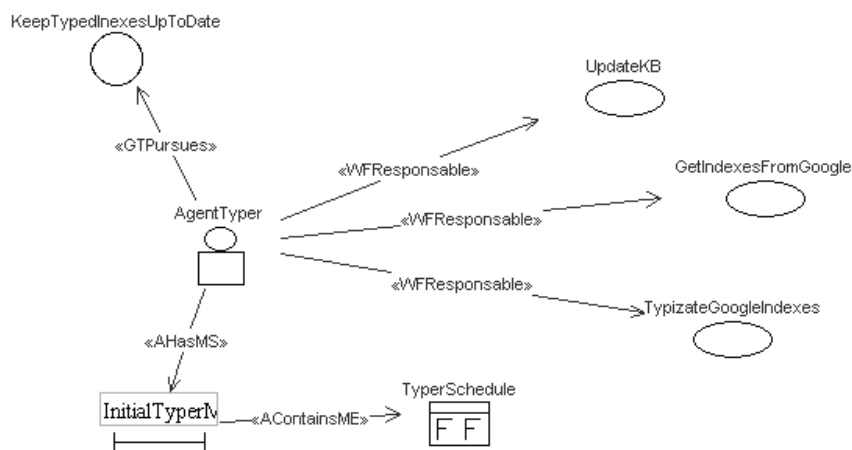 KeepTypedInexesUpToDate
UpdateKB
«GTPursues»
«WFResponsable»
GetIndexesFromGoogle
AgentTyper
«WFResponsable»
«WFResponsable»
TypizateGoogleIndexes
«AHasMS»
TyperSchedule
InitialTyperM
«AContainsME»
F F